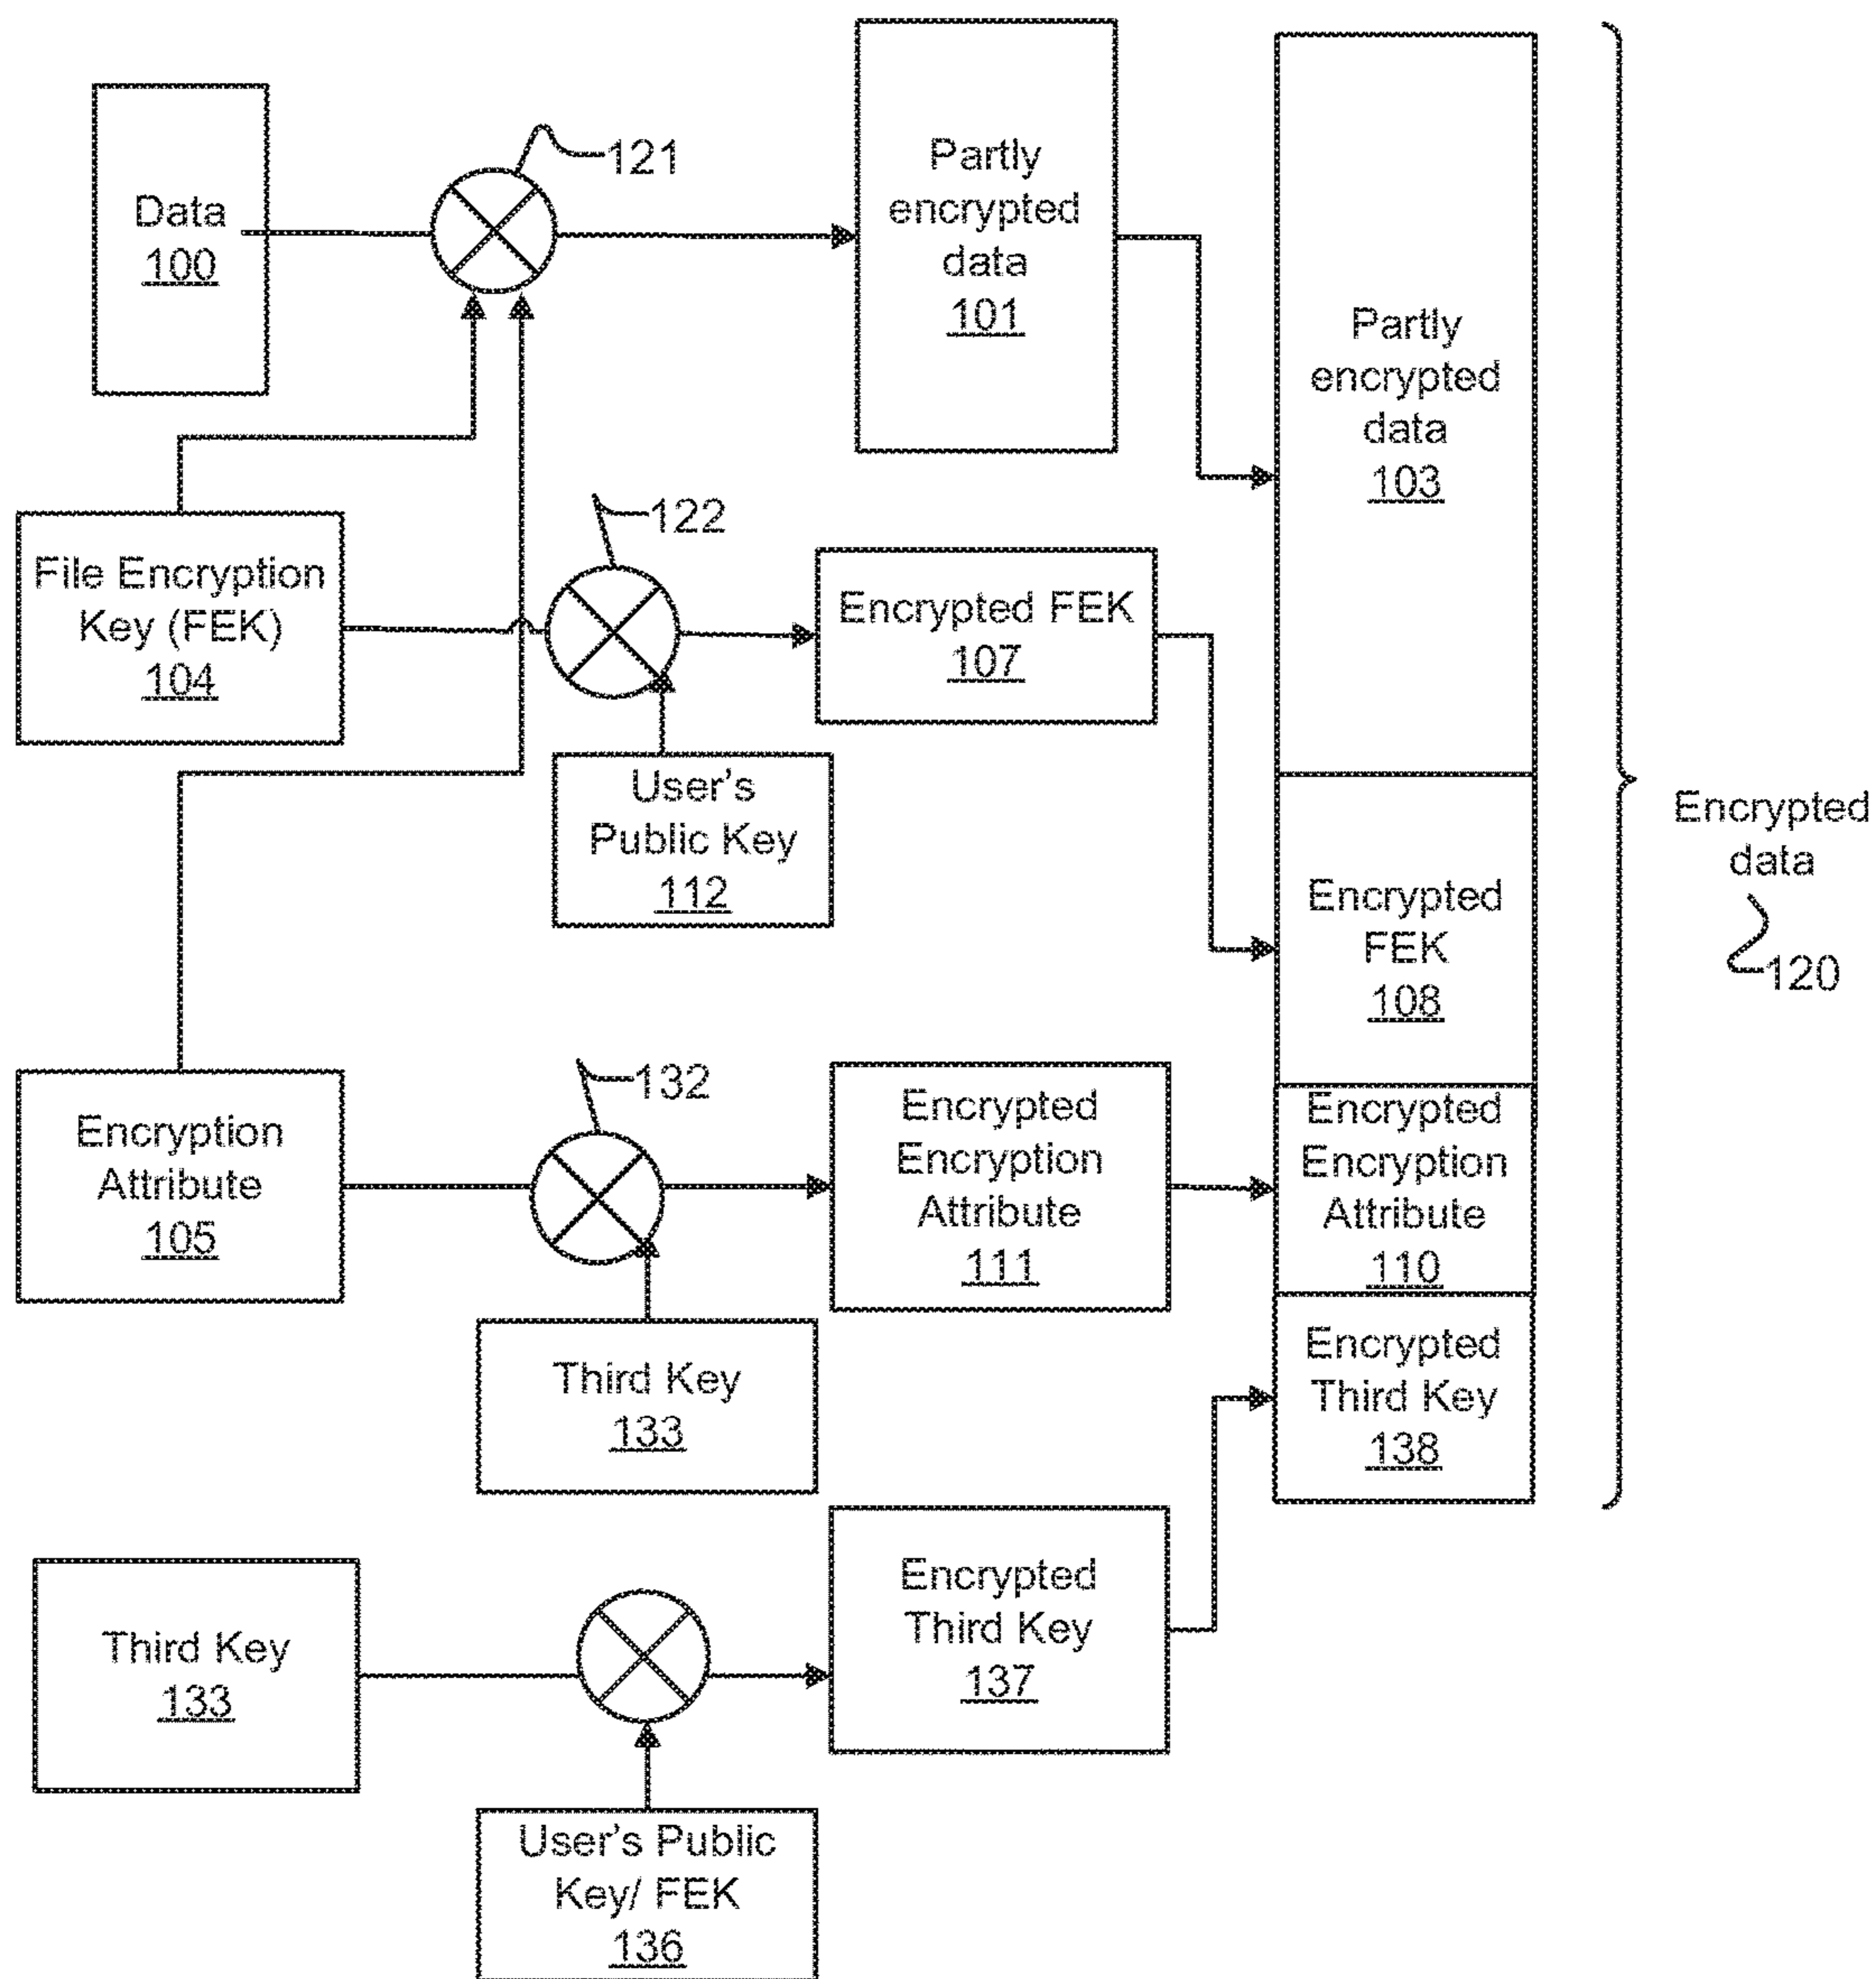 Data
100
121
Partly
encrypted
data
101
Partly
encrypted
data
103
File Encryption
Key (FEK)
104
122
Encrypted FEK
107
User's
Public Key
112
Encrypted
data
120
Encrypted
FEK
108
Encryption
Attribute
105
132
Encrypted
Encryption
Attribute
111
Encrypted
Encryption
Attribute
110
Third Key
133
Encrypted
Third Key
138
Third Key
133
Encrypted
Third Key
137
User's Public
Key/ FEK
136